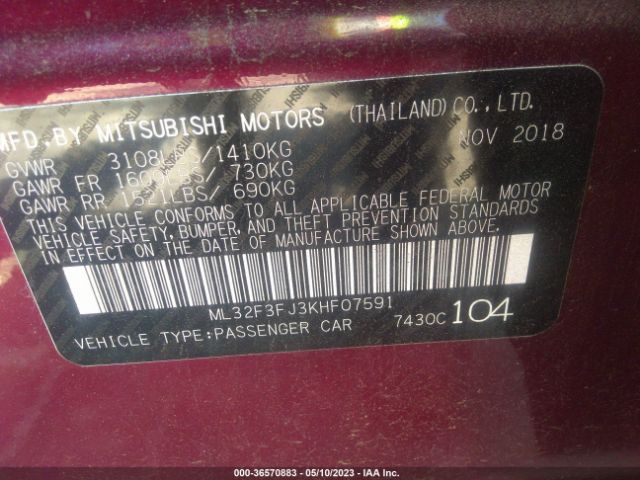 MFD. BY MITSUBISHI MOTORS (THAILAND) CO., LTD.
NOV 2018
GVWR 3108LBS/1410KG
GAWR FR 1609LBS/ 730KG
GAWR RR 1521LBS/ 690KG
THIS VEHICLE CONFORMS TO ALL APPLICABLE FEDERAL MOTOR
VEHICLE SAFETY, BUMPER, AND THEFT PREVENTION STANDARDS
IN EFFECT ON THE DATE OF MANUFACTURE SHOWN ABOVE.
ML32F3FJ3KHF07591
VEHICLE TYPE:PASSENGER CAR 7430C 104
000-36570883 - 05/10/2023 - IAA Inc.